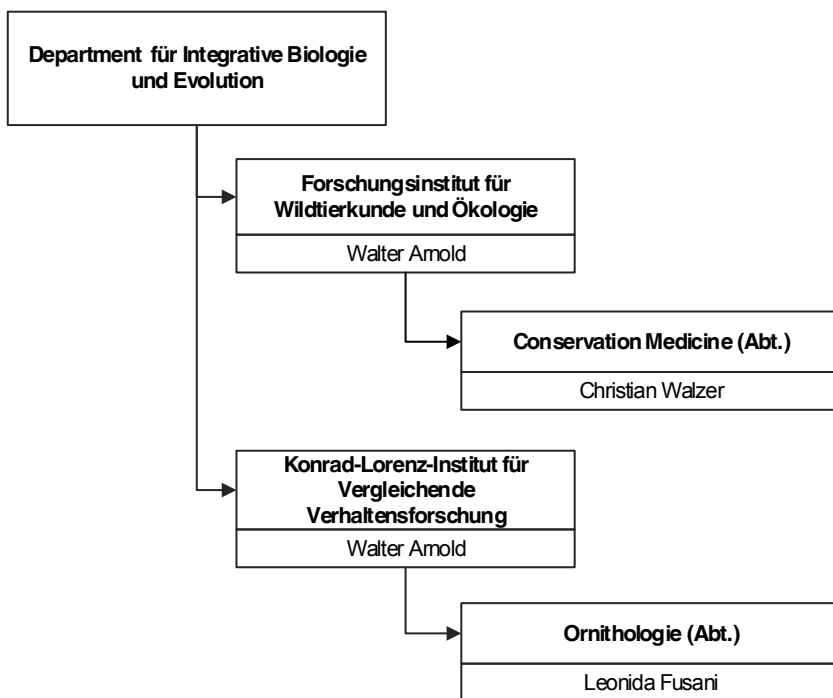 Department für Integrative Biologie
und Evolution
Forschungsinstitut für
Wildtierkunde und Ökologie
Walter Arnold
Conservation Medicine (Abt.)
Christian Walzer
Konrad-Lorenz-Institut für
Vergleichende
Verhaltensforschung
Walter Arnold
Ornithologie (Abt.)
Leonida Fusani